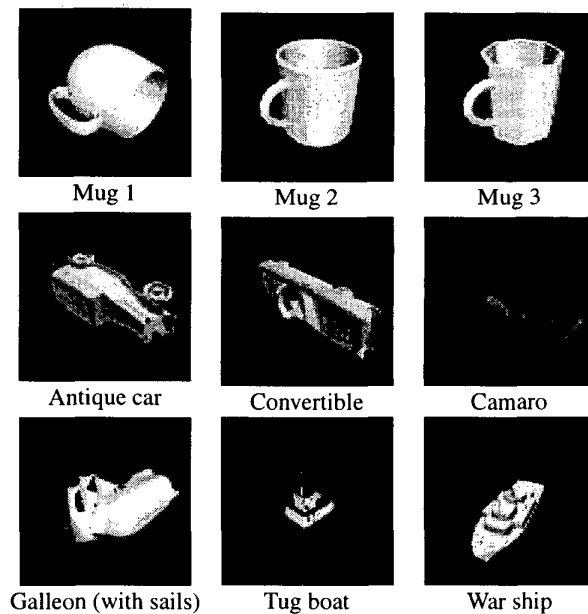 Mug 1
Mug 2
Mug 3
Antique car
Convertible
Camaro
Galleon (with sails)
Tug boat
War ship